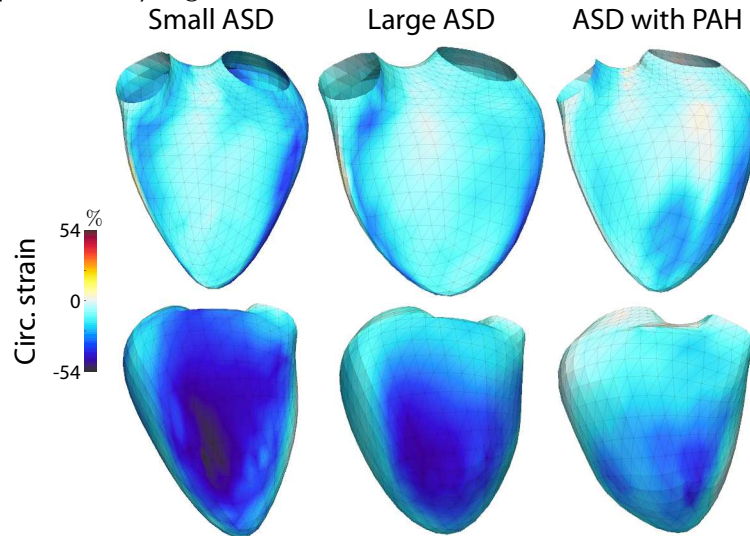 Small ASD
Large ASD
ASD with PAH
%
54
0
-54
Circ. strain